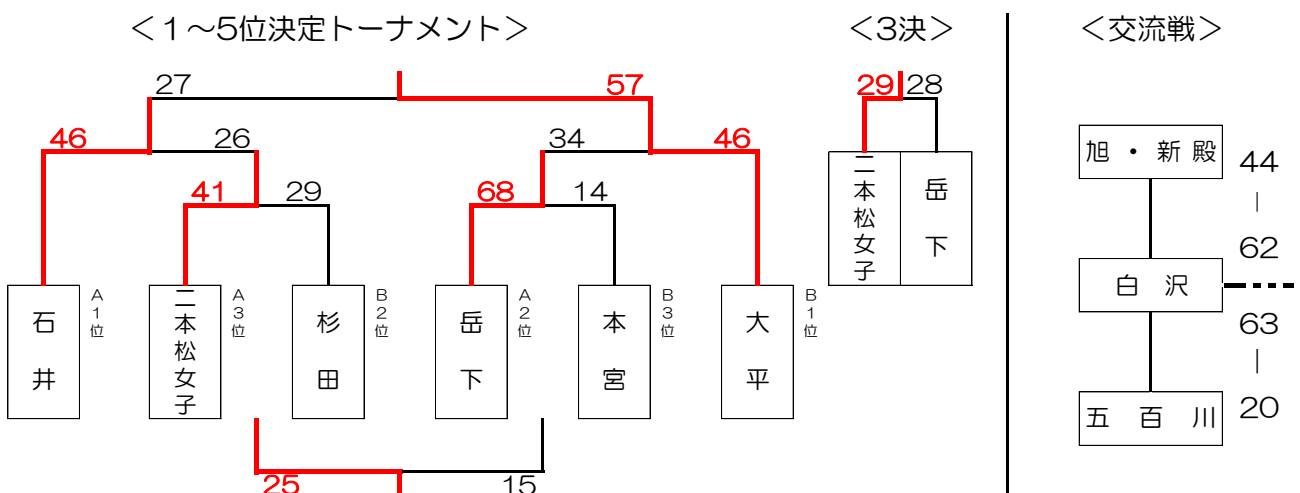 ＜１～5位決定トーナメント＞
＜3決＞
＜交流戦＞
27
57
29
28
46
26
34
46
41
29
68
14
二本松女子
岳下
旭・新殿
44
｜
62
白沢
63
｜
20
五百川
石井
A1位
二本松女子
A3位
杉田
B2位
岳下
A2位
本宮
B3位
大平
B1位
25
15